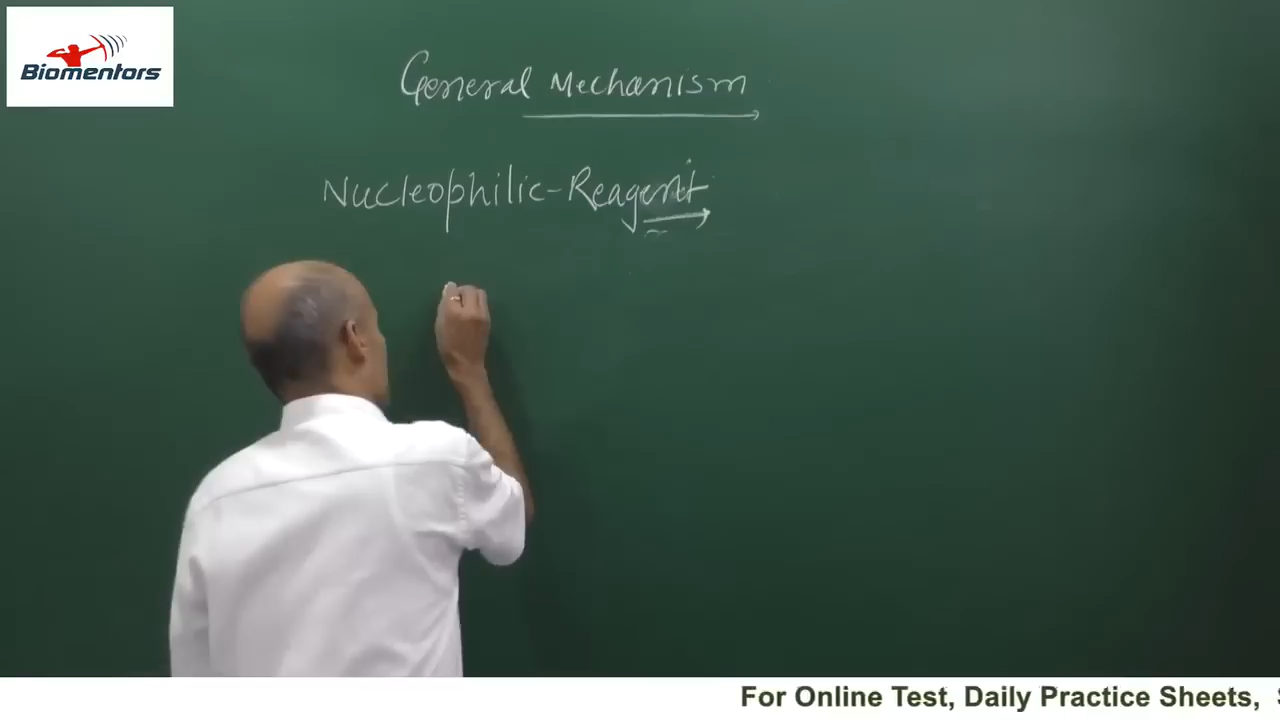 Biomentors
General Mechanism
Nucleophilic-Reagent
For Online Test, Daily Practice Sheets,